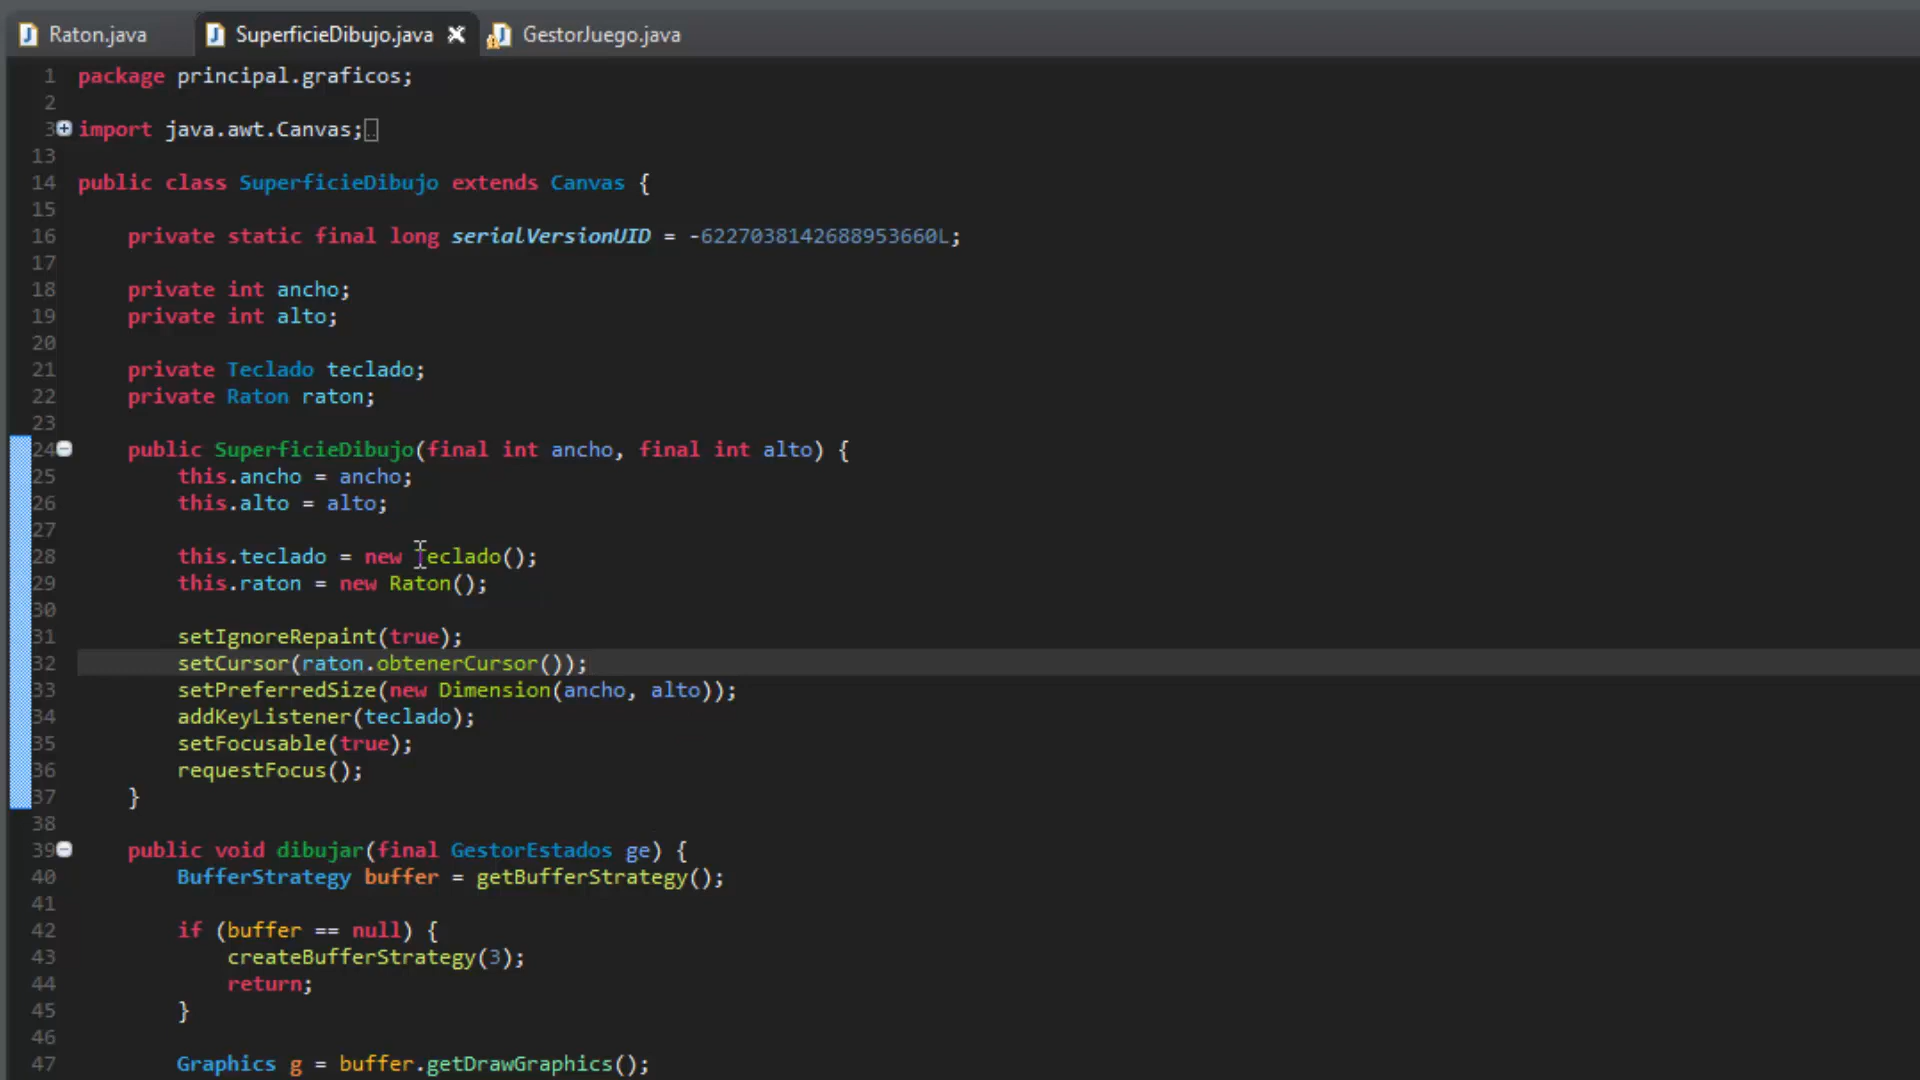 Raton.java SuperficieDibujo.java GestorJuego.java
1 package principal.graficos;
2
3 import java.awt.Canvas;
13
14 public class SuperficieDibujo extends Canvas {
15
16 private static final long serialVersionUID = -6227038142688953660L;
17
18 private int ancho;
19 private int alto;
20
21 private Teclado teclado;
22 private Raton raton;
23
24 public SuperficieDibujo(final int ancho, final int alto) {
25 this.ancho = ancho;
26 this.alto = alto;
27
28 this.teclado = new Teclado();
29 this.raton = new Raton();
30
31 setIgnoreRepaint(true);
32 setCursor(raton.obtenerCursor());
33 setPreferredSize(new Dimension(ancho, alto));
34 addKeyListener(teclado);
35 setFocusable(true);
36 requestFocus();
37 }
38
39 public void dibujar(final GestorEstados ge) {
40 BufferStrategy buffer = getBufferStrategy();
41
42 if (buffer == null) {
43 createBufferStrategy(3);
44 return;
45 }
46
47 Graphics g = buffer.getDrawGraphics();